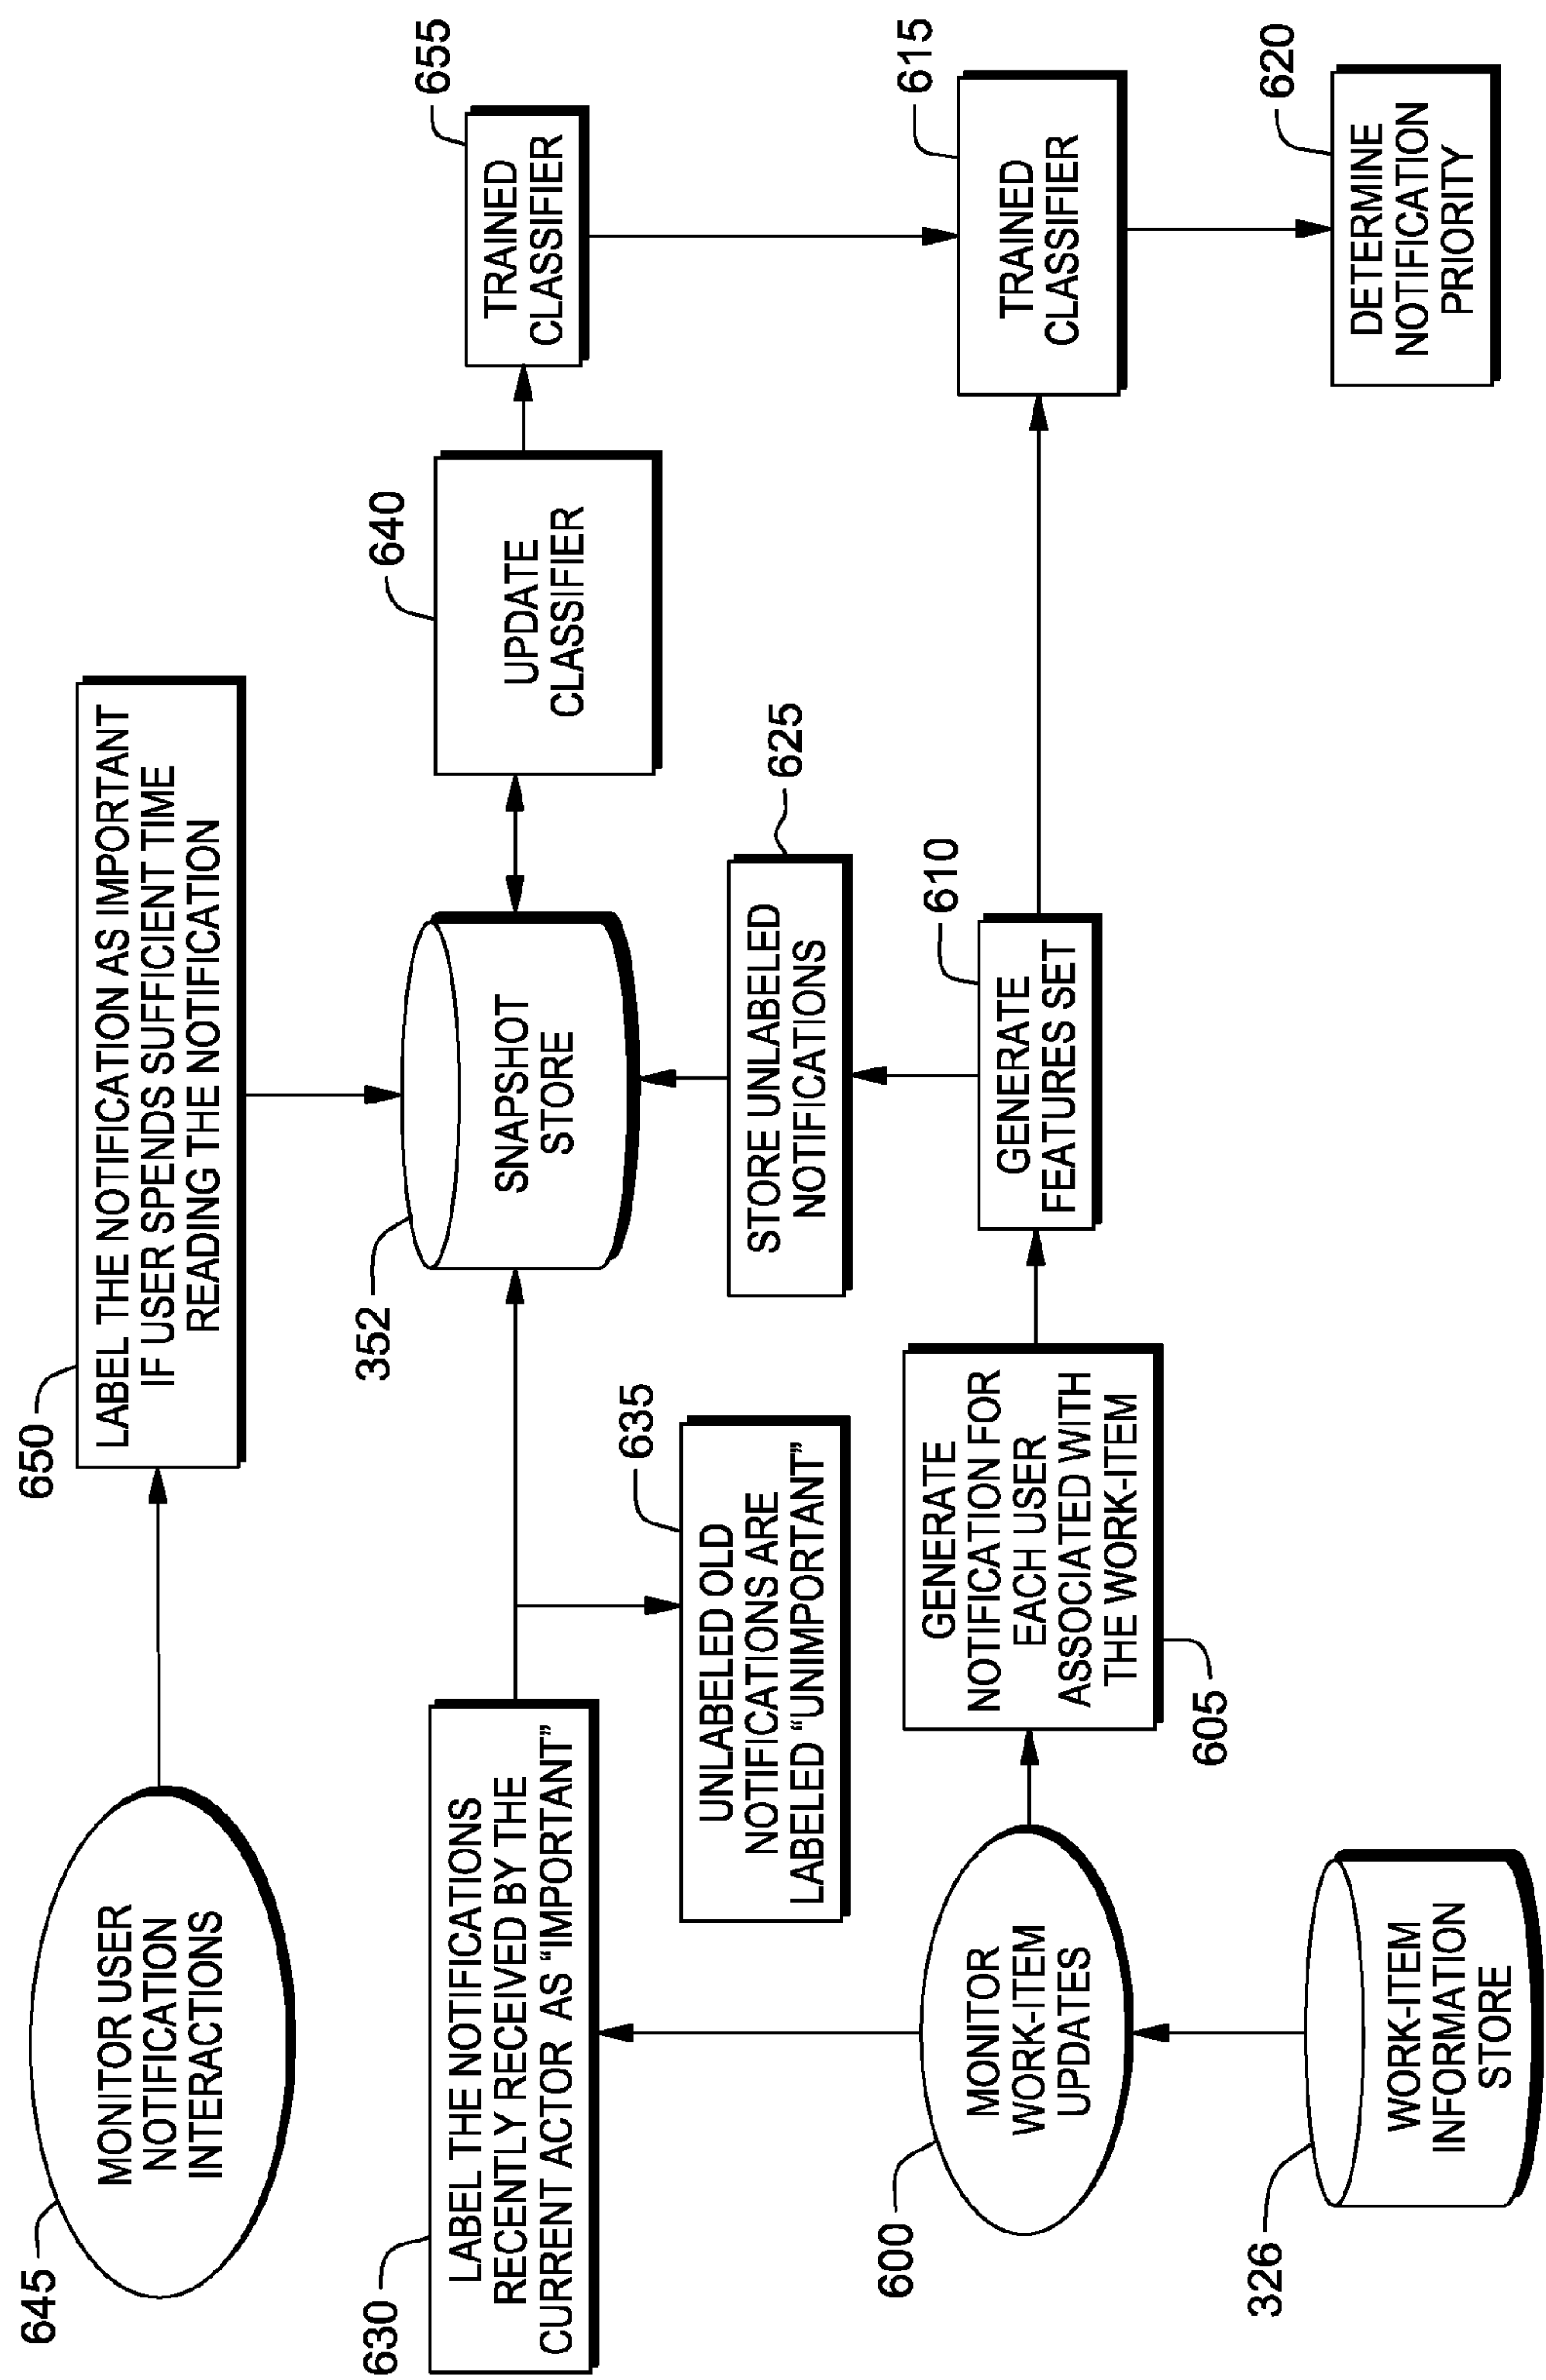 645
MONITOR USER
NOTIFICATION
INTERACTIONS
650
LABEL THE NOTIFICATION AS IMPORTANT
IF USER SPENDS SUFFICIENT TIME
READING THE NOTIFICATION
630
LABEL THE NOTIFICATIONS
RECENTLY RECEIVED BY THE
CURRENT ACTOR AS "IMPORTANT"
352
SNAPSHOT
STORE
640
UPDATE
CLASSIFIER
655
TRAINED
CLASSIFIER
635
UNLABELED OLD
NOTIFICATIONS ARE
LABELED "UNIMPORTANT"
625
STORE UNLABELED
NOTIFICATIONS
600
MONITOR
WORK-ITEM
UPDATES
GENERATE
NOTIFICATION FOR
EACH USER
ASSOCIATED WITH
THE WORK-ITEM
605
610
GENERATE
FEATURES SET
615
TRAINED
CLASSIFIER
326
WORK-ITEM
INFORMATION
STORE
620
DETERMINE
NOTIFICATION
PRIORITY